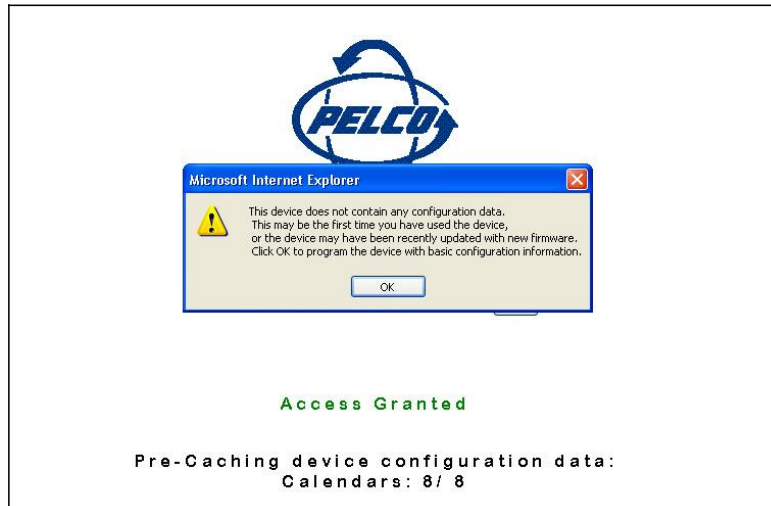 PELCO
Microsoft Internet Explorer
This device does not contain any configuration data.
This may be the first time you have used the device,
or the device may have been recently updated with new firmware.
Click OK to program the device with basic configuration information.
OK
Access Granted
Pre-Caching device configuration data:
Calendars: 8/ 8